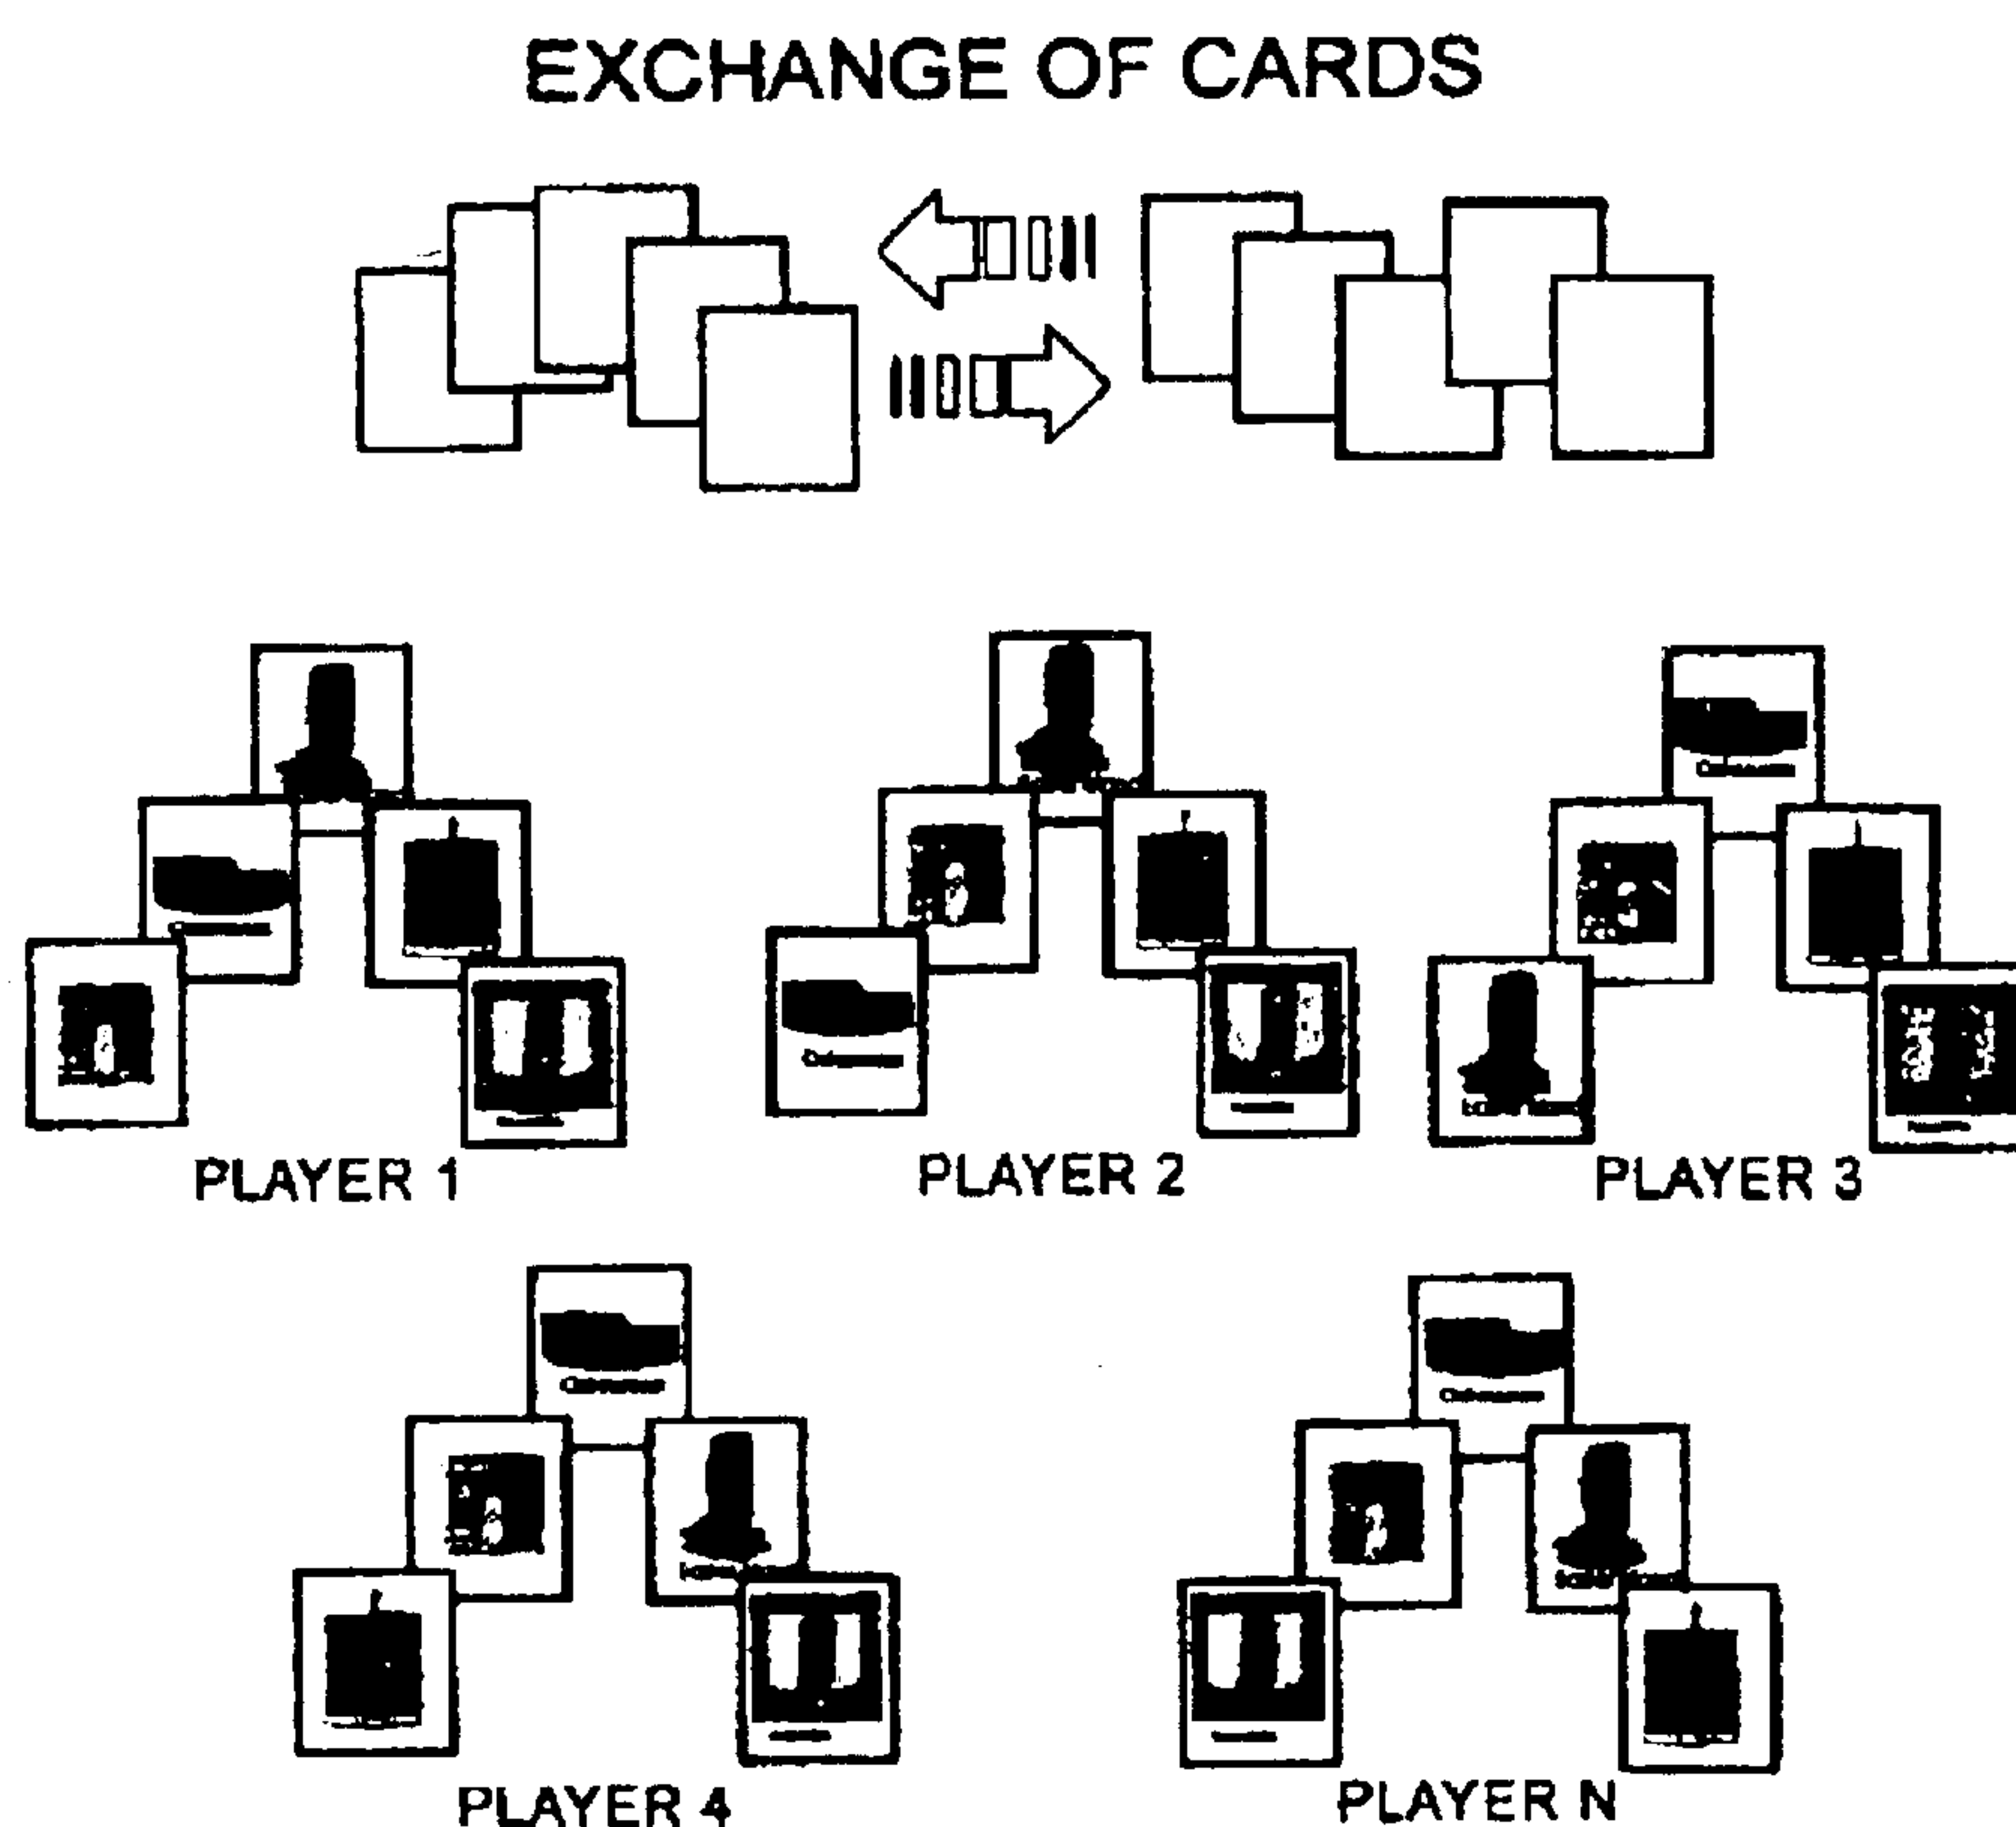 EXCHANGE OF CARDS
PLAYER 1
PLAYER 2
PLAYER 3
PLAYER 4
PLAYER N